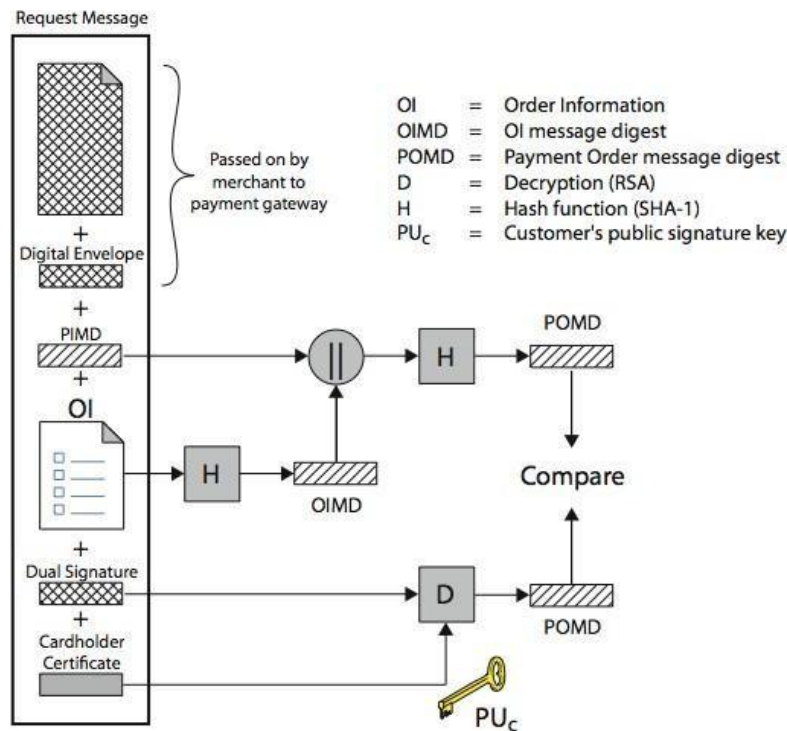 Request Message
Passed on by
merchant to
payment gateway
OI = Order Information
OIMD = OI message digest
POMD = Payment Order message digest
D = Decryption (RSA)
H = Hash function (SHA-1)
PUc = Customer's public signature key
+
Digital Envelope
+
PIMD
+
OI
||
H
POMD
H
OIMD
Compare
+
Dual Signature
+
Cardholder
Certificate
D
POMD
PUc